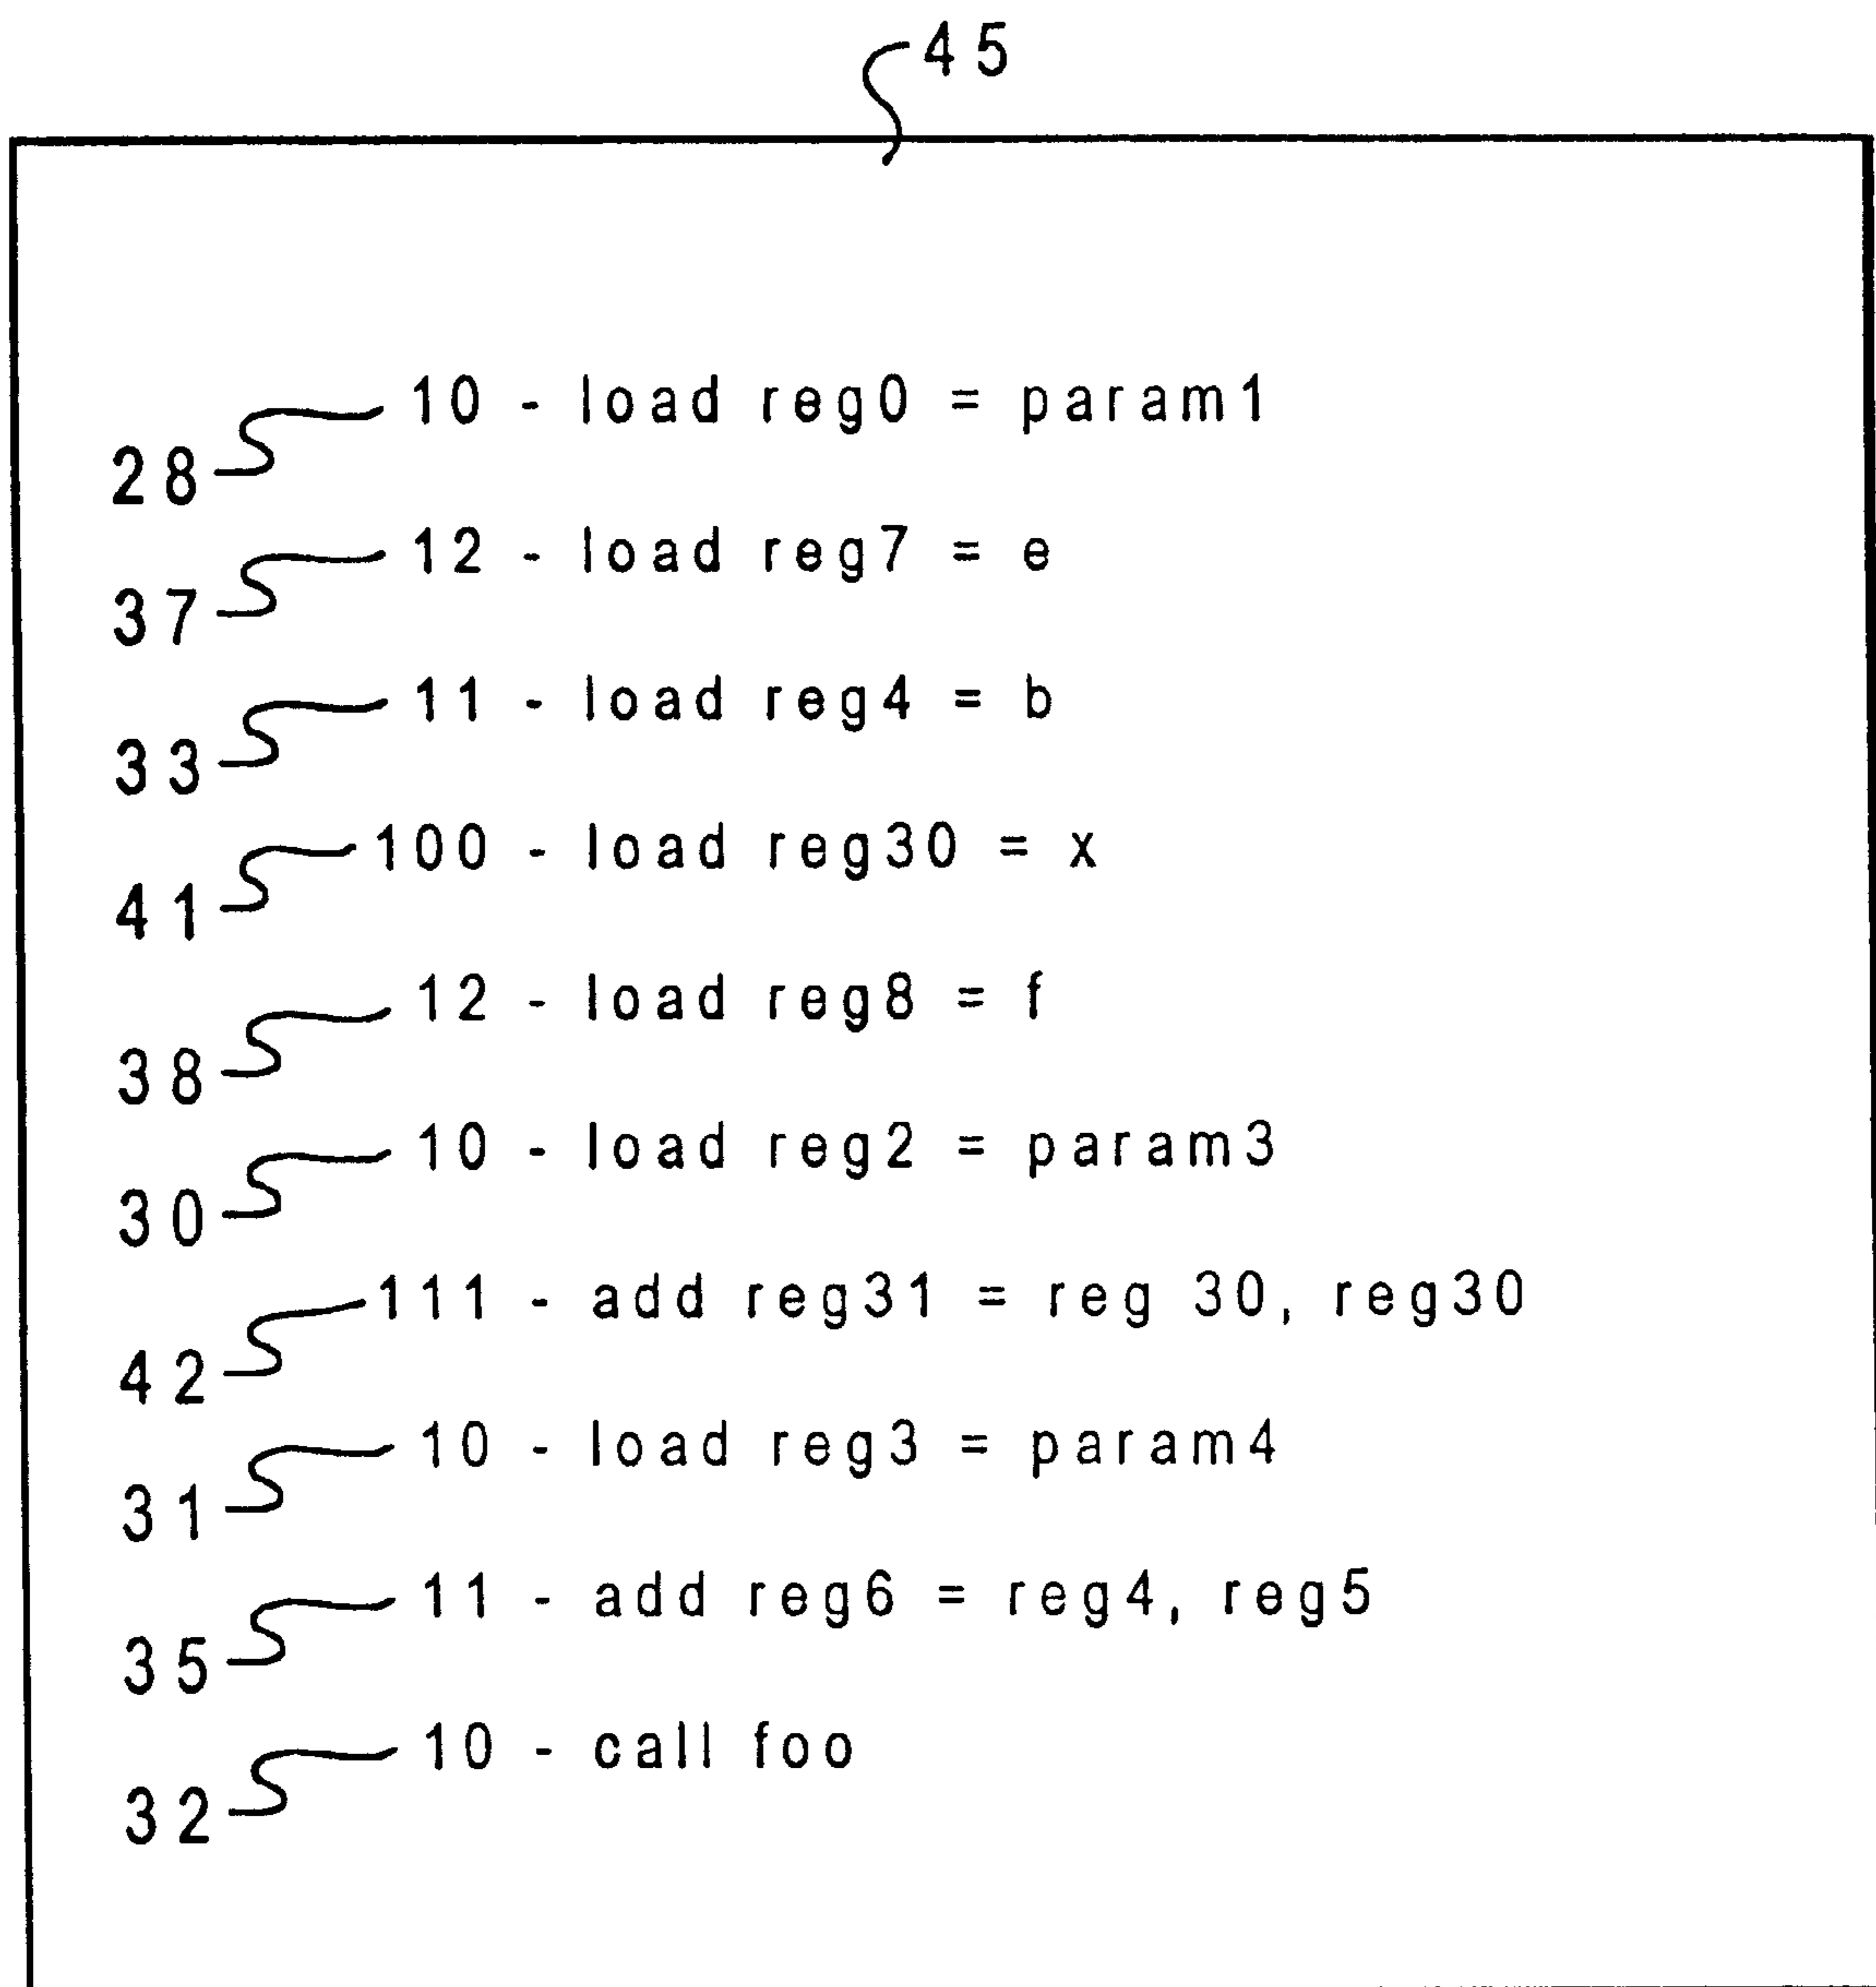 45
10 - load reg0 = param1
28
12 - load reg7 = e
37
11 - load reg4 = b
33
100 - load reg30 = x
41
12 - load reg8 = f
38
10 - load reg2 = param3
30
111 - add reg31 = reg 30, reg30
42
10 - load reg3 = param4
31
11 - add reg6 = reg4, reg5
35
10 - call foo
32